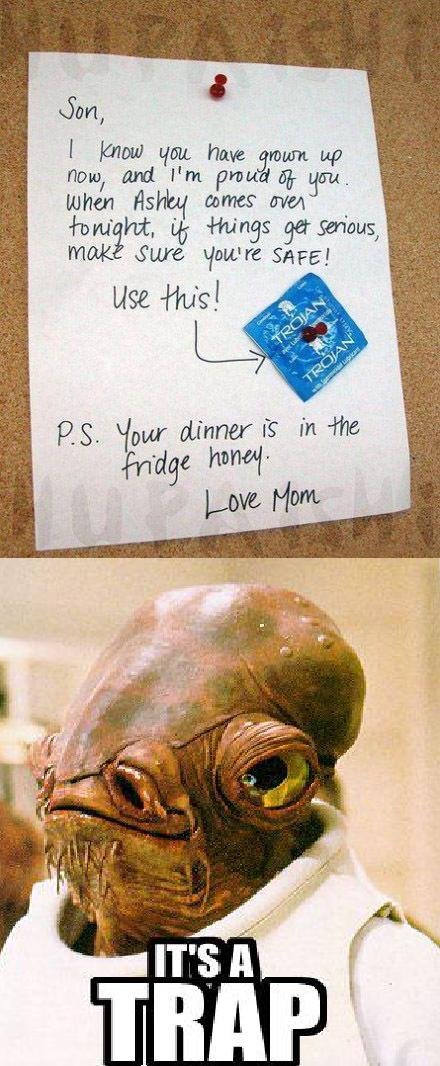 Son,
I know you have grown up
now, and I'm proud of you.
When Ashley comes over
tonight, if things get serious,
make sure you're SAFE!
Use this!
TROJAN
TROJAN
P.S. Your dinner is in the
fridge honey.
Love Mom
IT'S A
TRAP